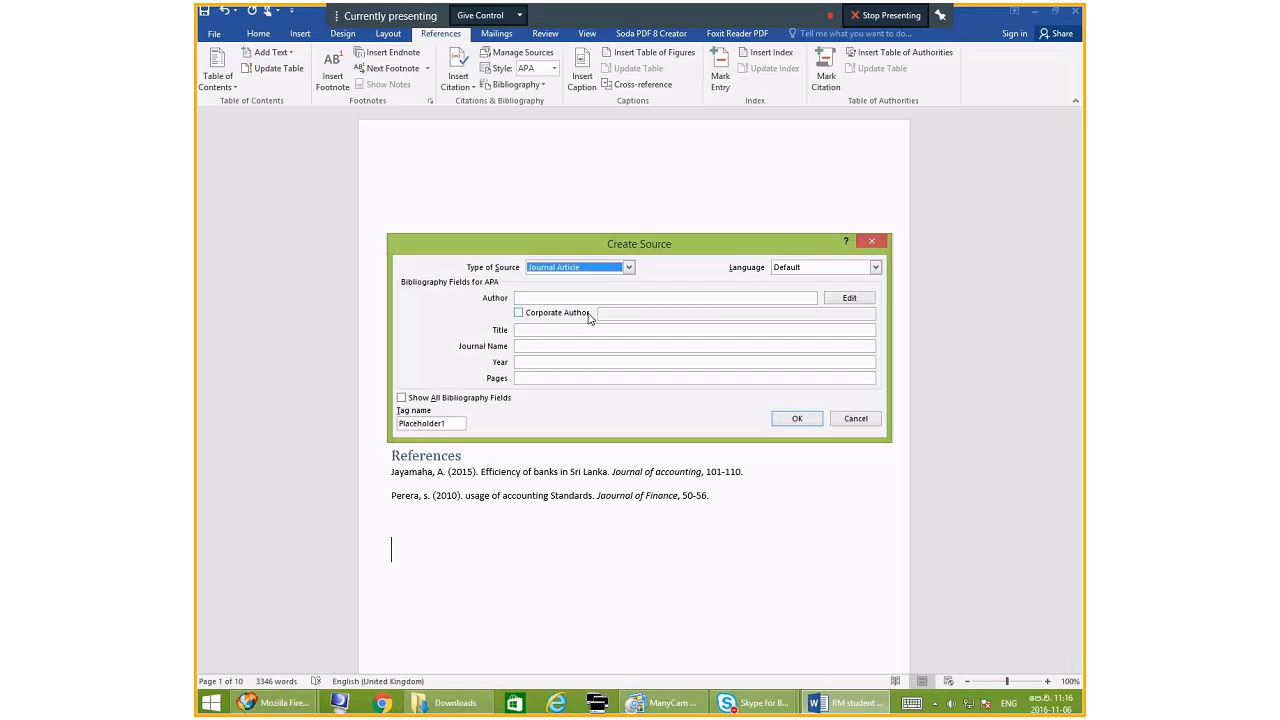 Currently presenting Give Control Stop Presenting
File Home Insert Design Layout References Mailings Review View Soda PDF 8 Creator Foxit Reader PDF Tell me what you want to do... Sign in Share
Table of Contents Add Text Update Table
Insert Footnote Insert Endnote Next Footnote Show Notes
Insert Citation Manage Sources Style: APA Bibliography
Insert Caption Insert Table of Figures Update Table Cross-reference
Mark Entry Insert Index Update Index
Mark Citation Insert Table of Authorities Update Table
Table of Contents Footnotes Citations & Bibliography Captions Index Table of Authorities
Create Source ?
Type of Source Journal Article Language Default
Bibliography Fields for APA
Author Edit
Corporate Author
Title
Journal Name
Year
Pages
Show All Bibliography Fields
Tag name
Placeholder1
OK Cancel
References
Jayamaha, A. (2015). Efficiency of banks in Sri Lanka. Journal of accounting, 101-110.
Perera, s. (2010). usage of accounting Standards. Jaournal of Finance, 50-56.
Page 1 of 10 3346 words English (United Kingdom) 100%
Mozilla Fire... Downloads ManyCam ... Skype for B... RM student ... ENG 11:16
2016-11-06